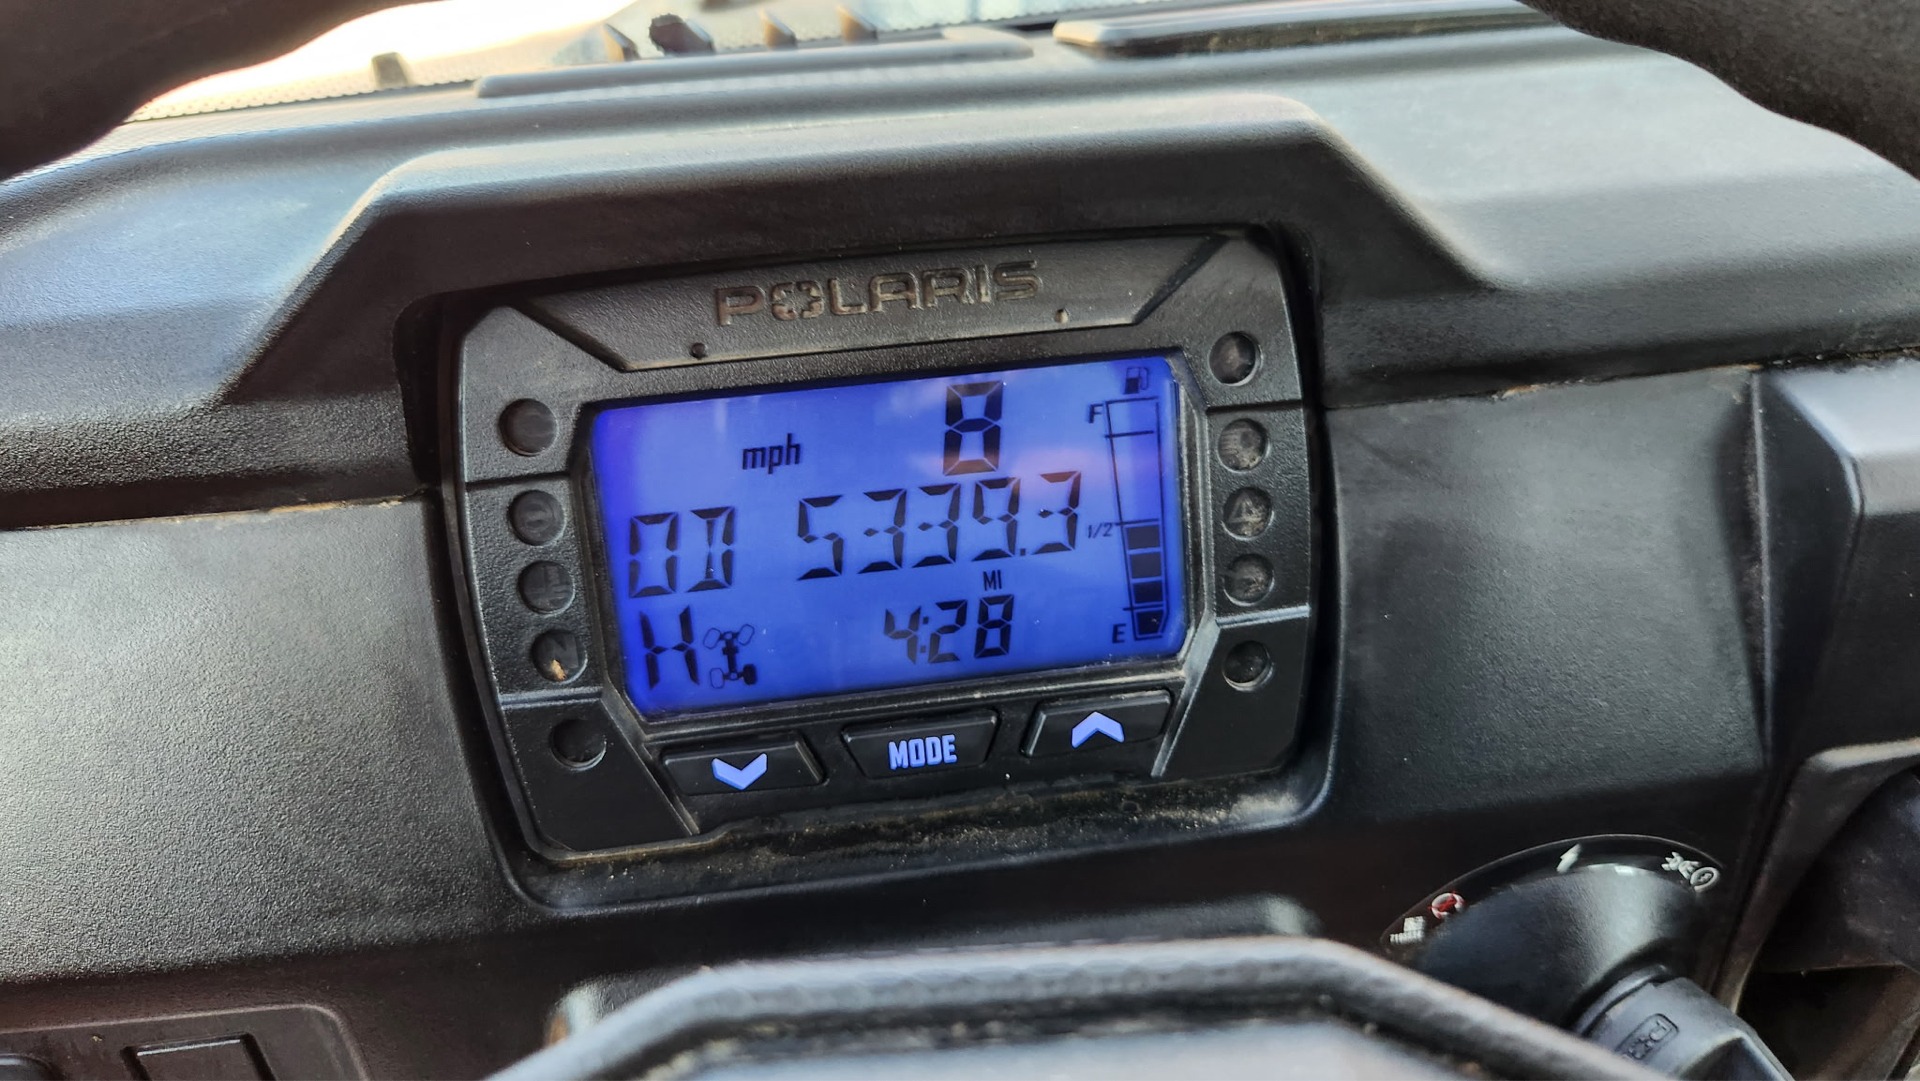 POLARIS
8
mph
F
OD 5339.3
1/2
MI
H 4:28
E
MODE